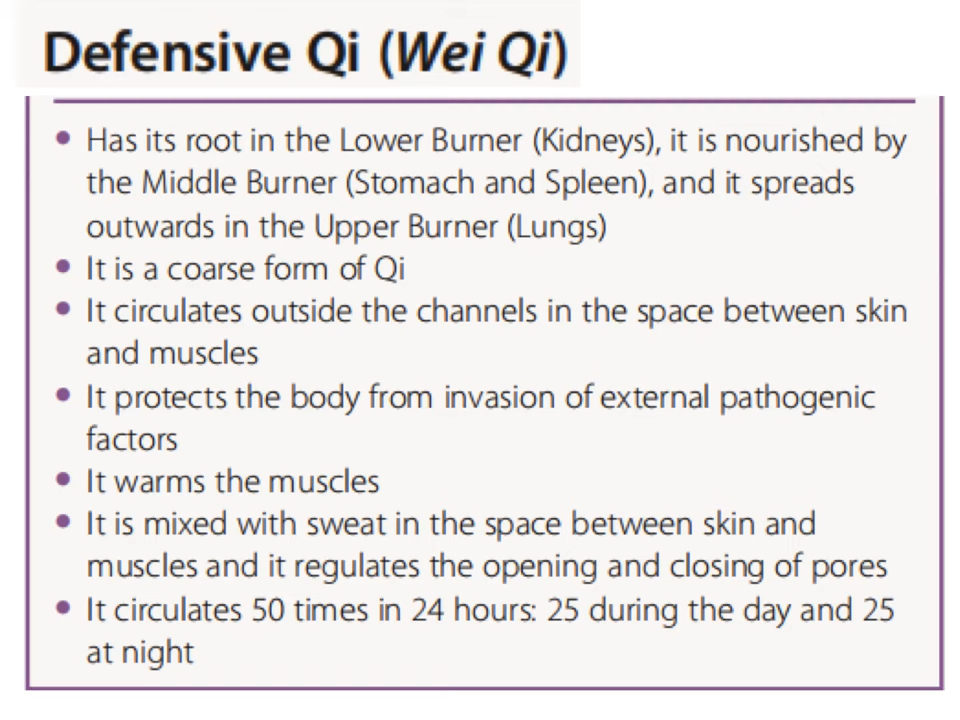 Defensive Qi (Wei Qi)
• Has its root in the Lower Burner (Kidneys), it is nourished by
the Middle Burner (Stomach and Spleen), and it spreads
outwards in the Upper Burner (Lungs)
• It is a coarse form of Qi
• It circulates outside the channels in the space between skin
and muscles
• It protects the body from invasion of external pathogenic
factors
• It warms the muscles
• It is mixed with sweat in the space between skin and
muscles and it regulates the opening and closing of pores
• It circulates 50 times in 24 hours: 25 during the day and 25
at night